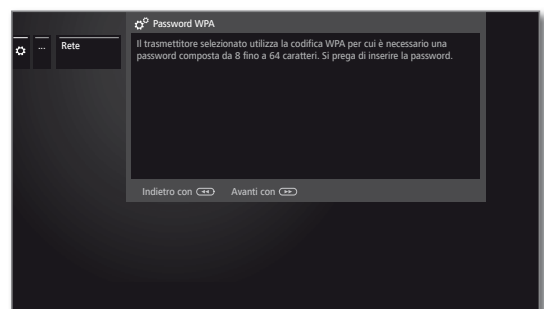 Password WPA
... Rete
Il trasmettitore selezionato utilizza la codifica WPA per cui è necessario una
password composta da 8 fino a 64 caratteri. Si prega di inserire la password.
Indietro con Avanti con